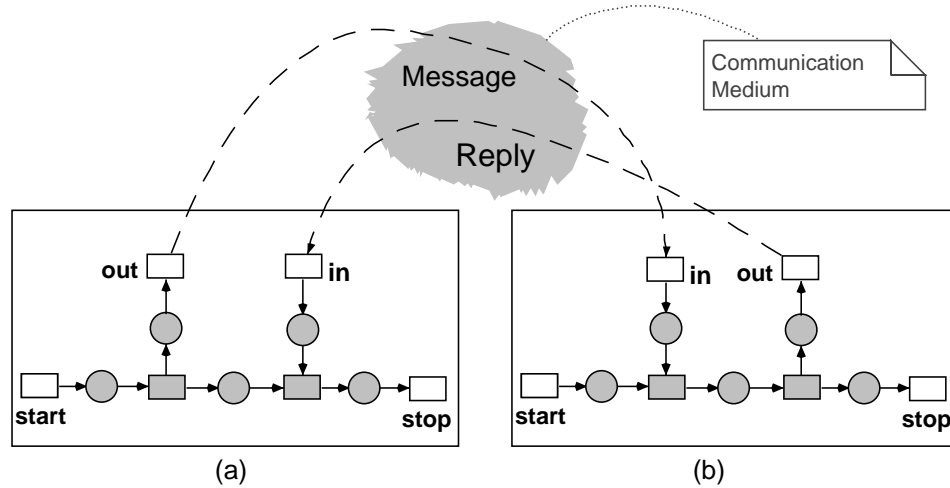 Message
Communication
Medium
Reply
out
in
in
out
start
stop
start
stop
(a)
(b)